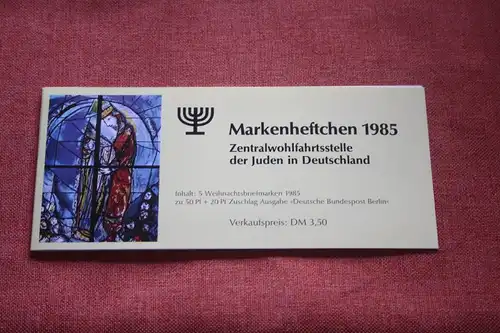 Markenheftchen 1985
Zentralwohlfahrtsstelle
der Juden in Deutschland
Inhalt: 5 Weihnachtsbriefmarken 1985
zu 50 Pf + 20 Pf Zuschlag Ausgabe »Deutsche Bundespost Berlin«
Verkaufspreis: DM 3,50